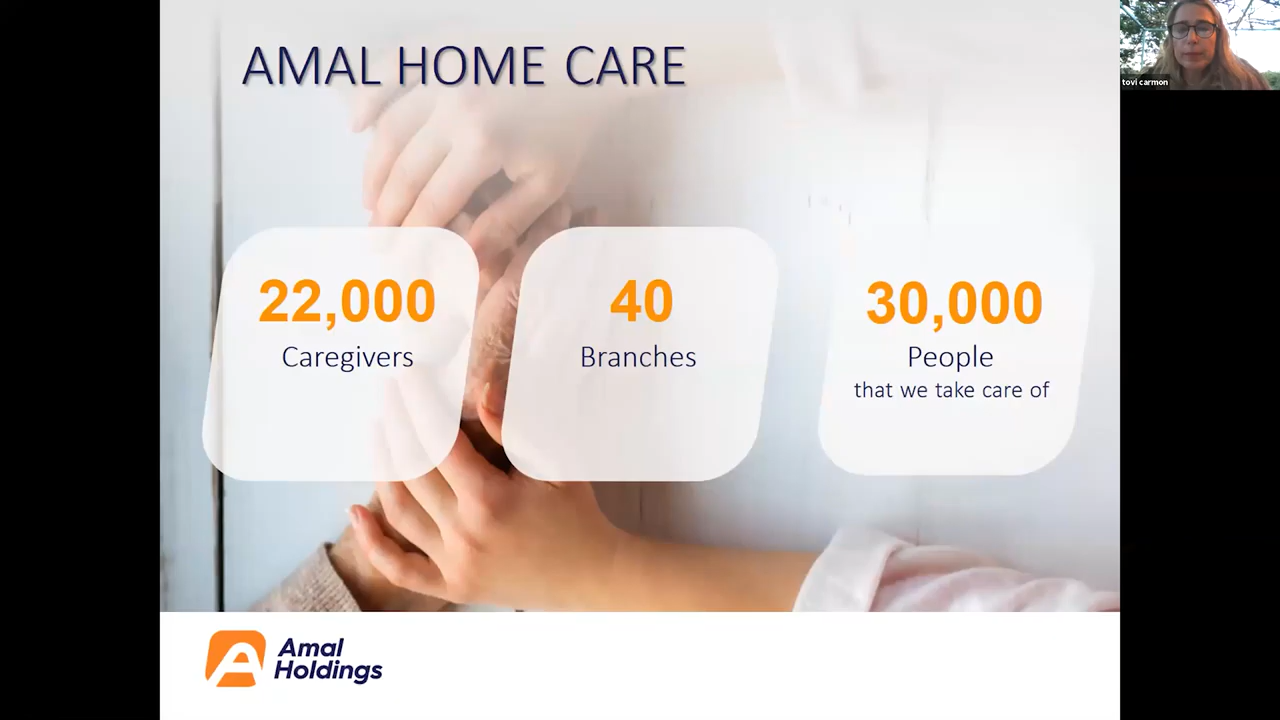 AMAL HOME CARE
22,000
Caregivers
40
Branches
30,000
People
that we take care of
Amal
Holdings
tovi carmon